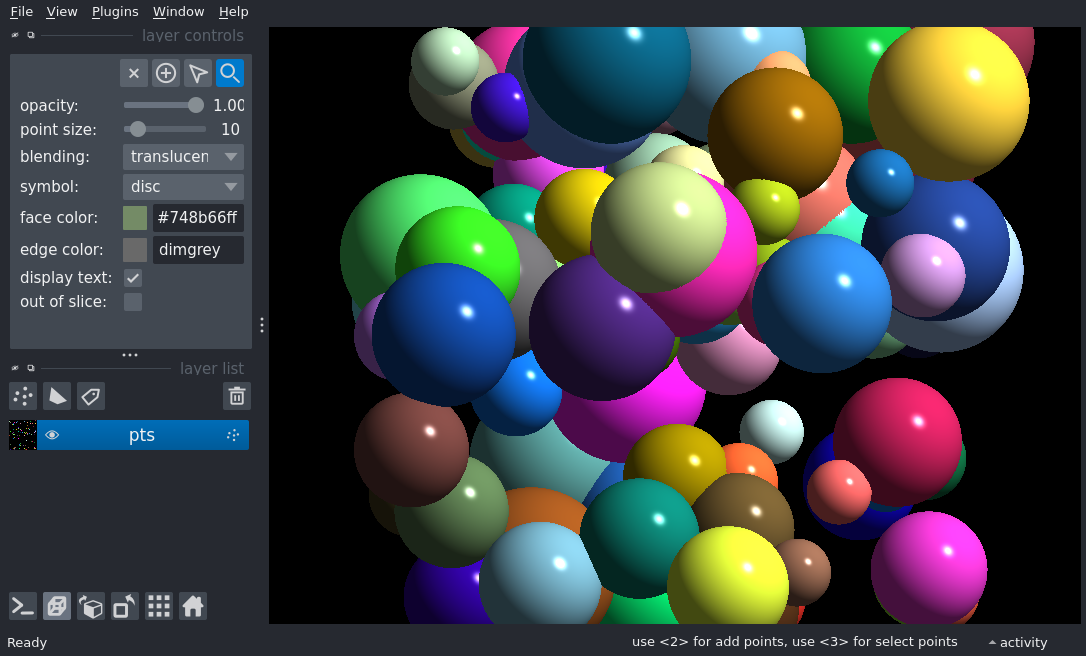 File View Plugins Window Help
layer controls
opacity: 1.00
point size: 10
blending: translucen
symbol: disc
face color: #748b66ff
edge color: dimgrey
display text:
out of slice:
layer list
pts
Ready
use <2> for add points, use <3> for select points
activity